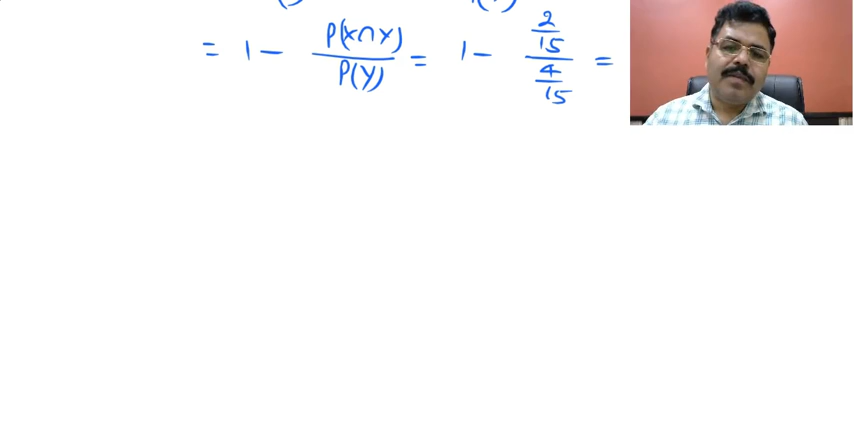 = 1 - P(X∩X)/P(Y) = 1 - (2/15)/(4/15) =